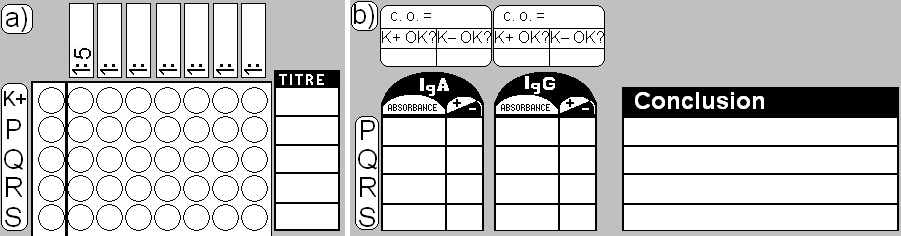 a)
1:5 1: 1: 1: 1: 1: 1:
TITRE
K+
P
Q
R
S
b)
c. o. = c. o. =
K+ OK? K– OK? K+ OK? K– OK?
IgA IgG
ABSORBANCE + – ABSORBANCE + –
Conclusion
P
Q
R
S